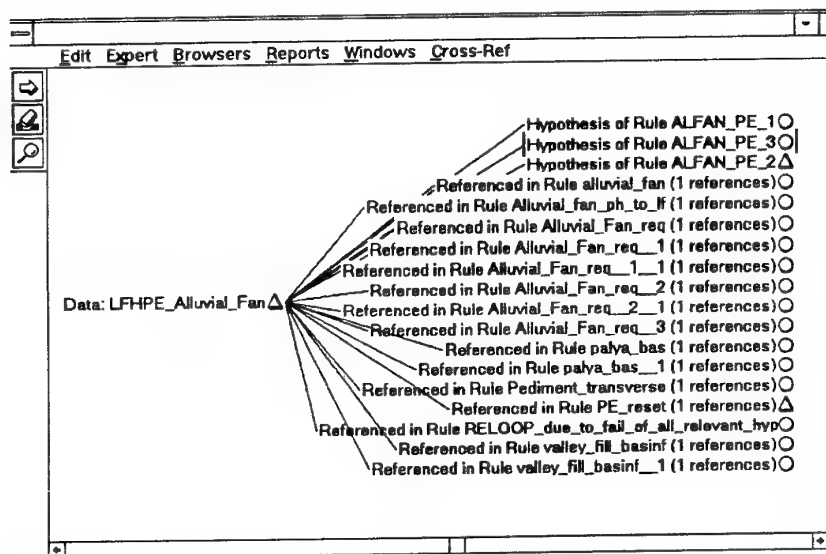 Edit Expert Browsers Reports Windows Cross-Ref
Hypothesis of Rule ALFAN_PE_1
Hypothesis of Rule ALFAN_PE_3
Hypothesis of Rule ALFAN_PE_2
Referenced in Rule alluvial_fan (1 references)
Referenced in Rule Alluvial_fan_ph_to_lf (1 references)
Referenced in Rule Alluvial_Fan_req (1 references)
Referenced in Rule Alluvial_Fan_req__1 (1 references)
Referenced in Rule Alluvial_Fan_req__1__1 (1 references)
Referenced in Rule Alluvial_Fan_req__2 (1 references)
Data: LFHPE_Alluvial_Fan
Referenced in Rule Alluvial_Fan_req__2__1 (1 references)
Referenced in Rule Alluvial_Fan_req__3 (1 references)
Referenced in Rule palya_bas (1 references)
Referenced in Rule palya_bas__1 (1 references)
Referenced in Rule Pediment_transverse (1 references)
Referenced in Rule PE_reset (1 references)
Referenced in Rule RELOOP_due_to_fail_of_all_relevant_hyp
Referenced in Rule valley_fill_basinf (1 references)
Referenced in Rule valley_fill_basinf__1 (1 references)